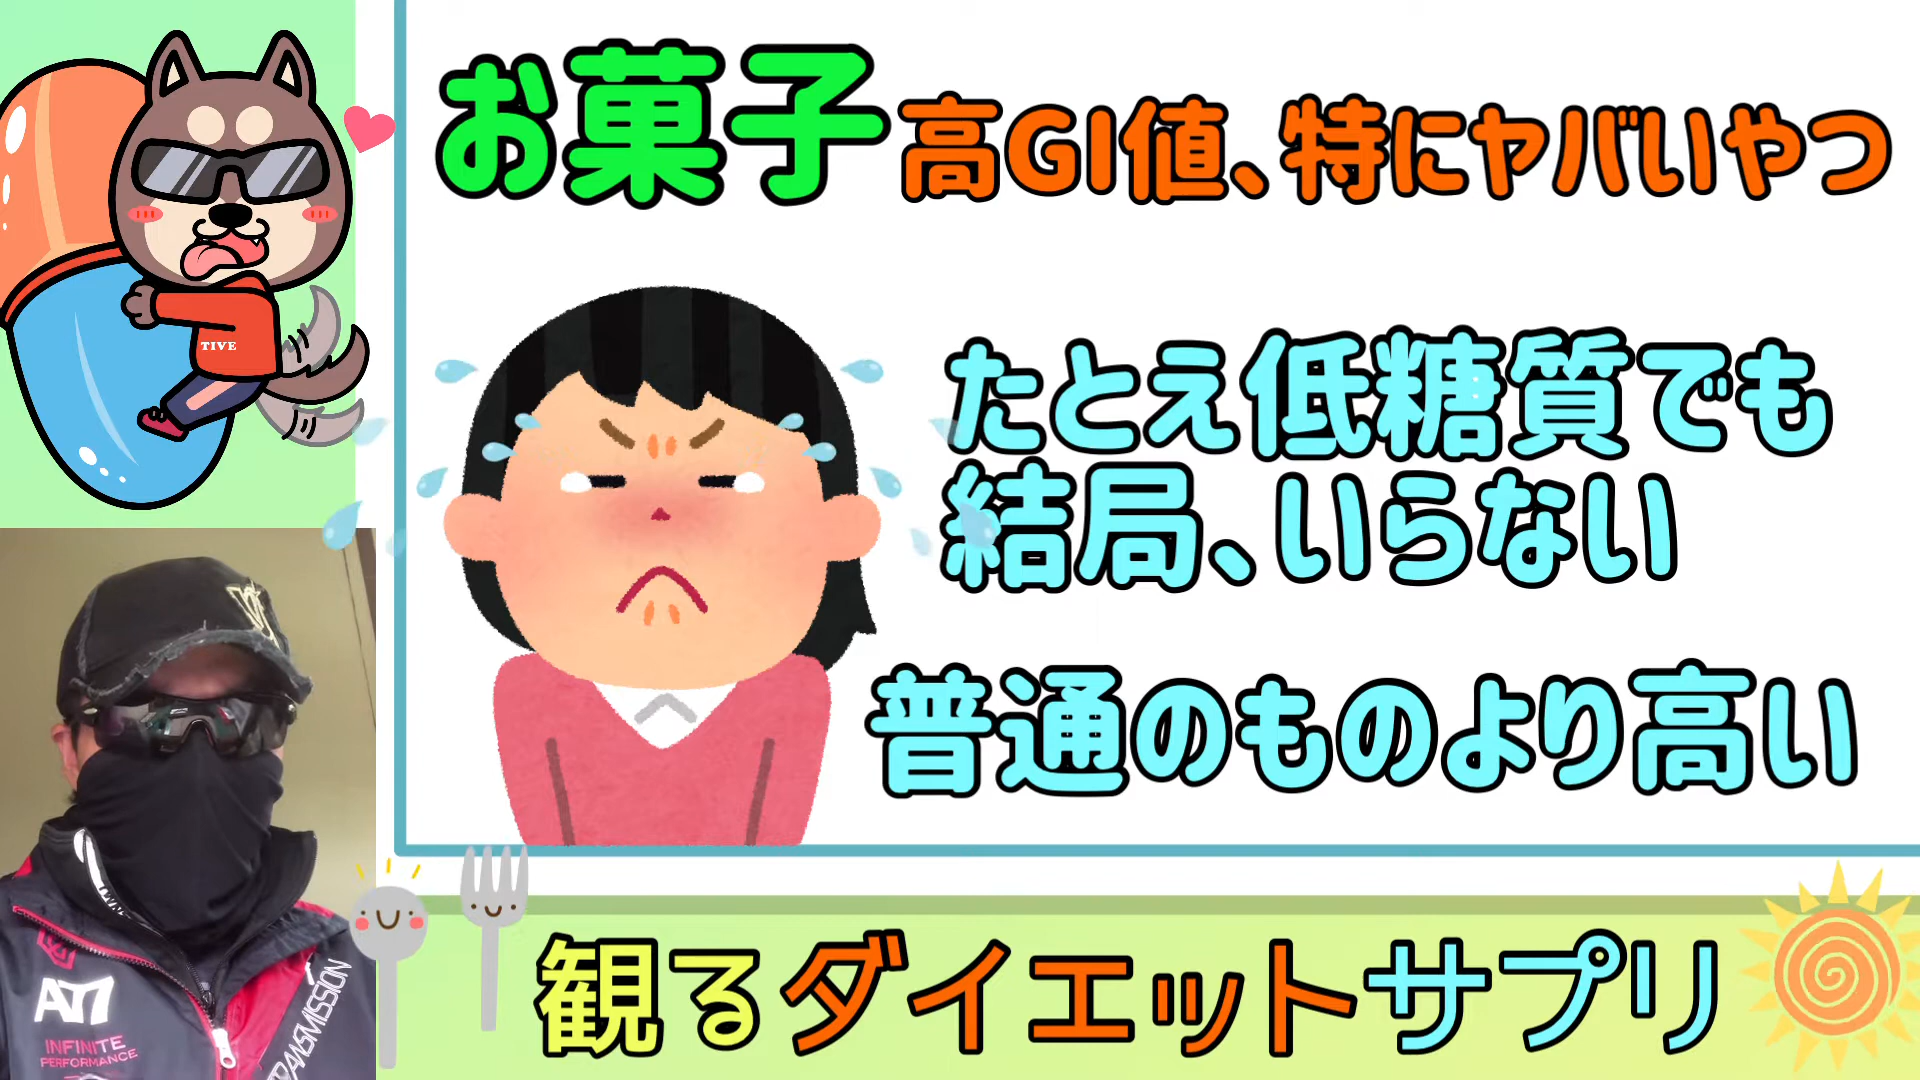 お菓子 高GI値、特にヤバいやつ
たとえ低糖質でも
結局、いらない
普通のものより高い
観るダイエットサプリ
TIVE
INFINITE
PERFORMANCE